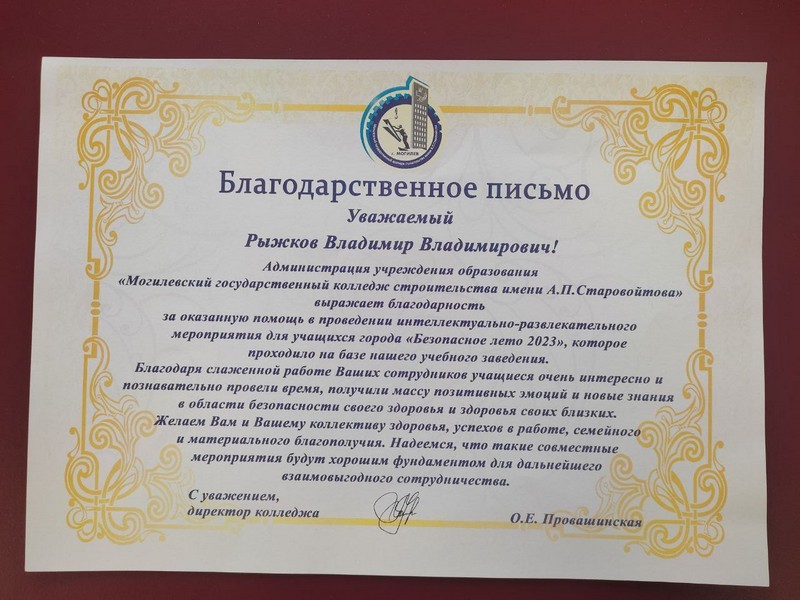 г. МОГИЛЕВ
Благодарственное письмо
Уважаемый
Рыжков Владимир Владимирович!
Администрация учреждения образования
«Могилевский государственный колледж строительства имени А.П.Старовойтова»
выражает благодарность
за оказанную помощь в проведении интеллектуально-развлекательного
мероприятия для учащихся города «Безопасное лето 2023», которое
проходило на базе нашего учебного заведения.
Благодаря слаженной работе Ваших сотрудников учащиеся очень интересно и
познавательно провели время, получили массу позитивных эмоций и новые знания
в области безопасности своего здоровья и здоровья своих близких.
Желаем Вам и Вашему коллективу здоровья, успехов в работе, семейного
и материального благополучия. Надеемся, что такие совместные
мероприятия будут хорошим фундаментом для дальнейшего
взаимовыгодного сотрудничества.
С уважением,
директор колледжа
О.Е. Провашинская